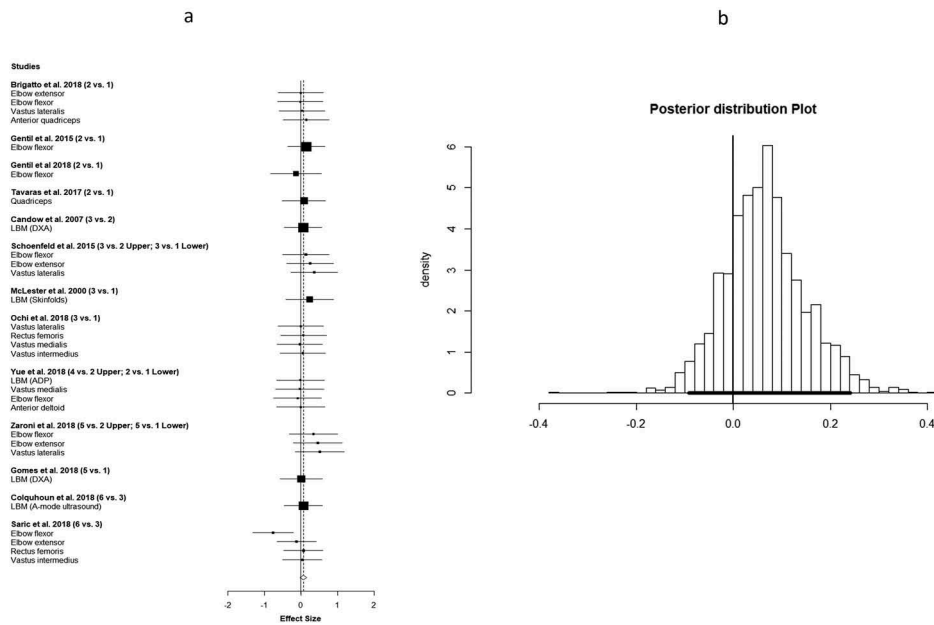 a
Studies
Brigatto et al. 2018 (2 vs. 1)
Elbow extensor
Elbow flexor
Vastus lateralis
Anterior quadriceps
Gentil et al. 2015 (2 vs. 1)
Elbow flexor
Gentil et al 2018 (2 vs. 1)
Elbow flexor
Tavaras et al. 2017 (2 vs. 1)
Quadriceps
Candow et al. 2007 (3 vs. 2)
LBM (DXA)
Schoenfeld et al. 2015 (3 vs. 2 Upper; 3 vs. 1 Lower)
Elbow flexor
Elbow extensor
Vastus lateralis
McLester et al. 2000 (3 vs. 1)
LBM (Skinfolds)
Ochi et al. 2018 (3 vs. 1)
Vastus lateralis
Rectus femoris
Vastus medialis
Vastus intermedius
Yue et al. 2018 (4 vs. 2 Upper; 2 vs. 1 Lower)
LBM (ADP)
Vastus medialis
Elbow flexor
Anterior deltoid
Zaroni et al. 2018 (5 vs. 2 Upper; 5 vs. 1 Lower)
Elbow flexor
Elbow extensor
Vastus lateralis
Gomes et al. 2018 (5 vs. 1)
LBM (DXA)
Colquhoun et al. 2018 (6 vs. 3)
LBM (A-mode ultrasound)
Saric et al. 2018 (6 vs. 3)
Elbow flexor
Elbow extensor
Rectus femoris
Vastus intermedius
-2 -1 0 1 2
Effect Size
b
Posterior distribution Plot
density
6
5
4
3
2
1
0
-0.4 -0.2 0.0 0.2 0.4